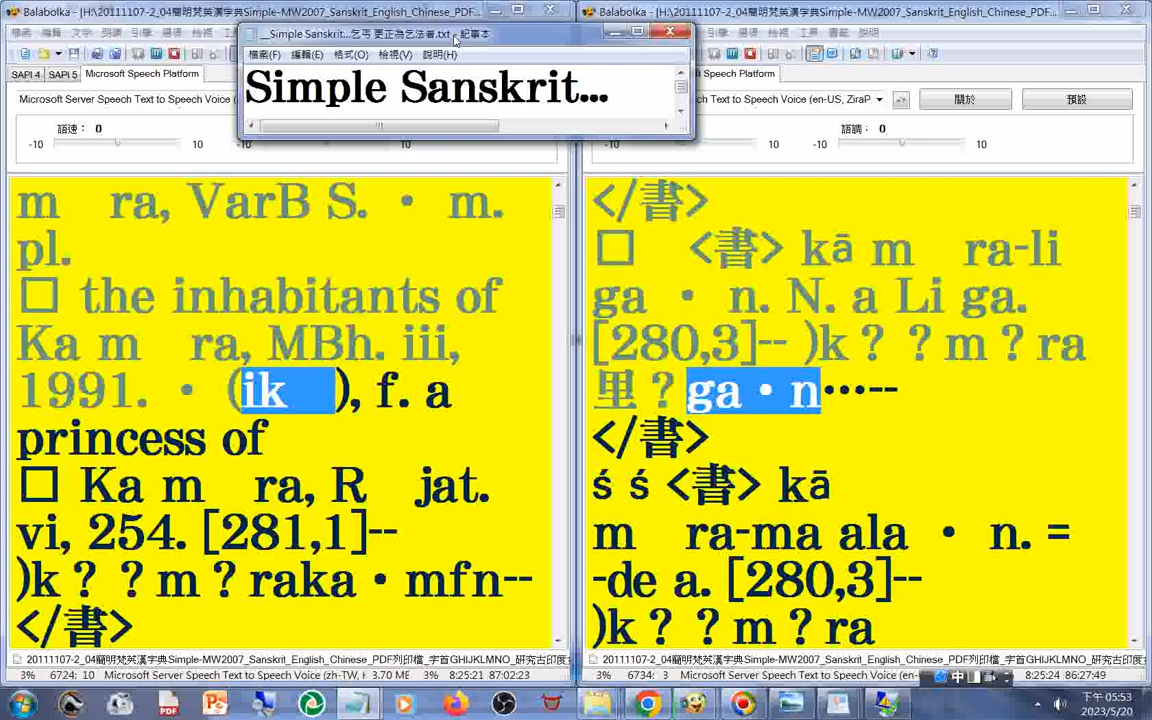 Balabolka - [H:\20111107-2_04簡明梵英漢字典Simple-MW2007_Sanskrit_English_Chinese_PDF...
Balabolka - [H:\20111107-2_04簡明梵英漢字典Simple-MW2007_Sanskrit_English_Chinese_PDF...
__Simple Sanskrit...乞丐 更正為乞法者.txt - 記事本
檔案(F) 編輯(E) 格式(O) 檢視(V) 說明(H)
Simple Sanskrit...
SAPI 4 SAPI 5 Microsoft Speech Platform
Speech Platform
Microsoft Server Speech Text to Speech Voice
ch Text to Speech Voice (en-US, ZiraP
關於
預設
語速： 0
語調： 0
-10 10 -10 10
-10 10
m ra, VarB S. • m.
pl.
□ the inhabitants of
Ka m ra, MBh. iii,
1991. • (ik ), f. a
princess of
□ Ka m ra, R jat.
vi, 254. [281,1]--
)k？？m？raka • mfn--
</書>
</書>
□ <書> kā m ra-li
ga • n. N. a Li ga.
[280,3]-- )k？？m？ra
里？ga • n…--
</書>
ś ś <書> kā
m ra-ma ala • n. =
-de a. [280,3]--
)k？？m？ra
20111107-2_04簡明梵英漢字典Simple-MW2007_Sanskrit_English_Chinese_PDF列印檔_字首GHIJKLMNO_研究古印度
20111107-2_04簡明梵英漢字典Simple-MW2007_Sanskrit_English_Chinese_PDF列印檔_字首GHIJKLMNO_研究古印度
3% 6724: 10 Microsoft Server Speech Text to Speech Voice (zh-TW, 3.70 ME 3% 8:25:21 87:02:23
3% 6734: 3 Microsoft Server Speech Text to Speech Voice 8:25:24 86:27:49
中
下午 05:53
2023/5/20